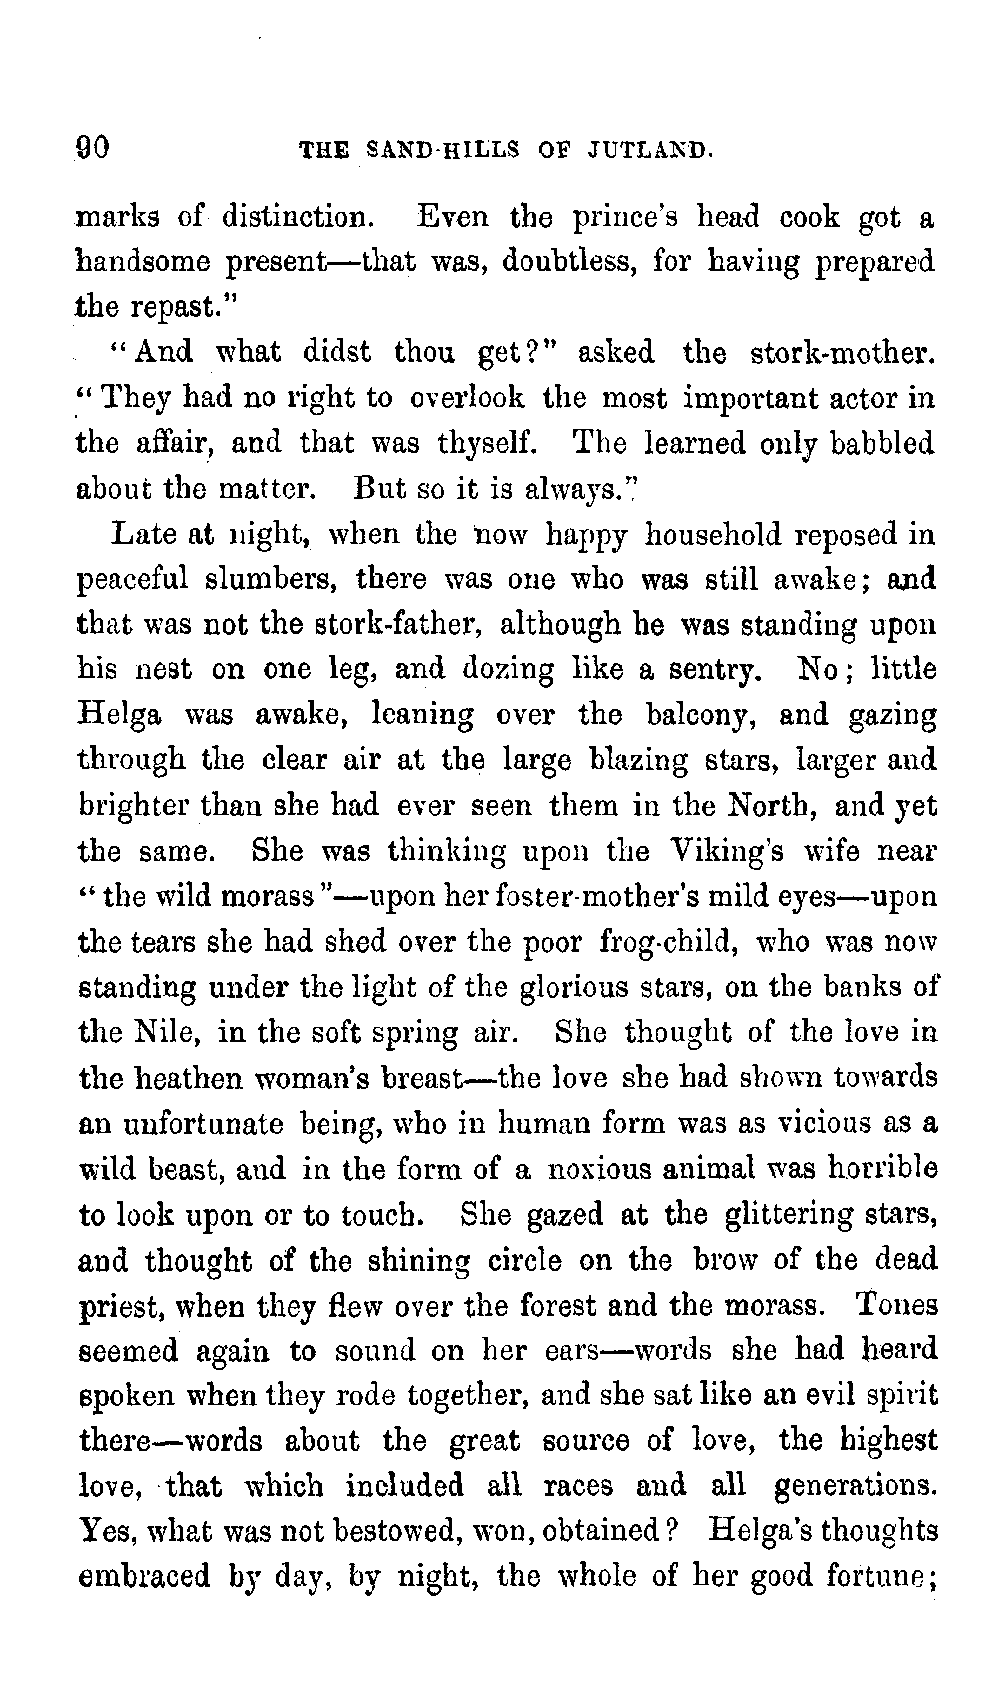 90 THE SAND-HILLS OF JUTLAND.
marks of distinction. Even the prince's head cook got a
handsome present—that was, doubtless, for having prepared
the repast."
"And what didst thou get?" asked the stork-mother.
"They had no right to overlook the most important actor in
the affair, and that was thyself. The learned only babbled
about the matter. But so it is always."
Late at night, when the now happy household reposed in
peaceful slumbers, there was one who was still awake; and
that was not the stork-father, although he was standing upon
his nest on one leg, and dozing like a sentry. No; little
Helga was awake, leaning over the balcony, and gazing
through the clear air at the large blazing stars, larger and
brighter than she had ever seen them in the North, and yet
the same. She was thinking upon the Viking's wife near
"the wild morass"—upon her foster-mother's mild eyes—upon
the tears she had shed over the poor frog-child, who was now
standing under the light of the glorious stars, on the banks of
the Nile, in the soft spring air. She thought of the love in
the heathen woman's breast—the love she had shown towards
an unfortunate being, who in human form was as vicious as a
wild beast, and in the form of a noxious animal was horrible
to look upon or to touch. She gazed at the glittering stars,
and thought of the shining circle on the brow of the dead
priest, when they flew over the forest and the morass. Tones
seemed again to sound on her ears—words she had heard
spoken when they rode together, and she sat like an evil spirit
there—words about the great source of love, the highest
love, that which included all races and all generations.
Yes, what was not bestowed, won, obtained? Helga's thoughts
embraced by day, by night, the whole of her good fortune;